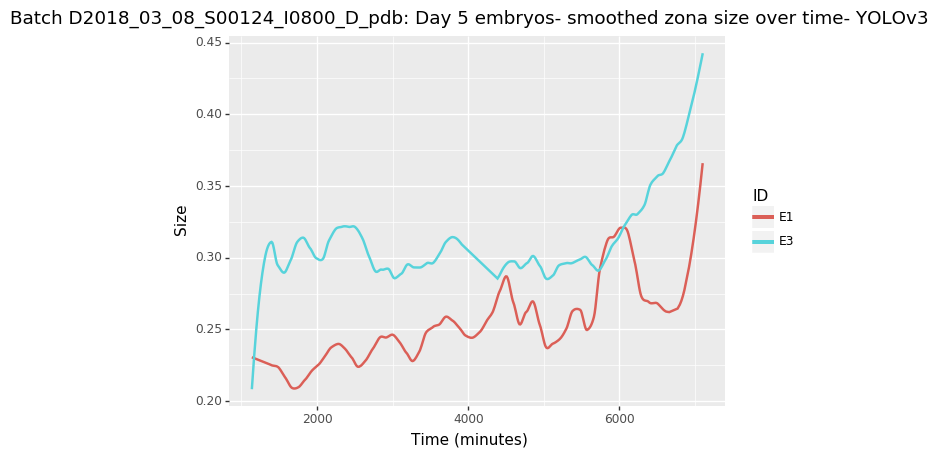 Batch D2018_03_08_S00124_I0800_D_pdb: Day 5 embryos- smoothed zona size over time- YOLOv3
0.45
0.40
0.35
0.30
0.25
0.20
Size
2000
4000
6000
Time (minutes)
ID
E1
E3